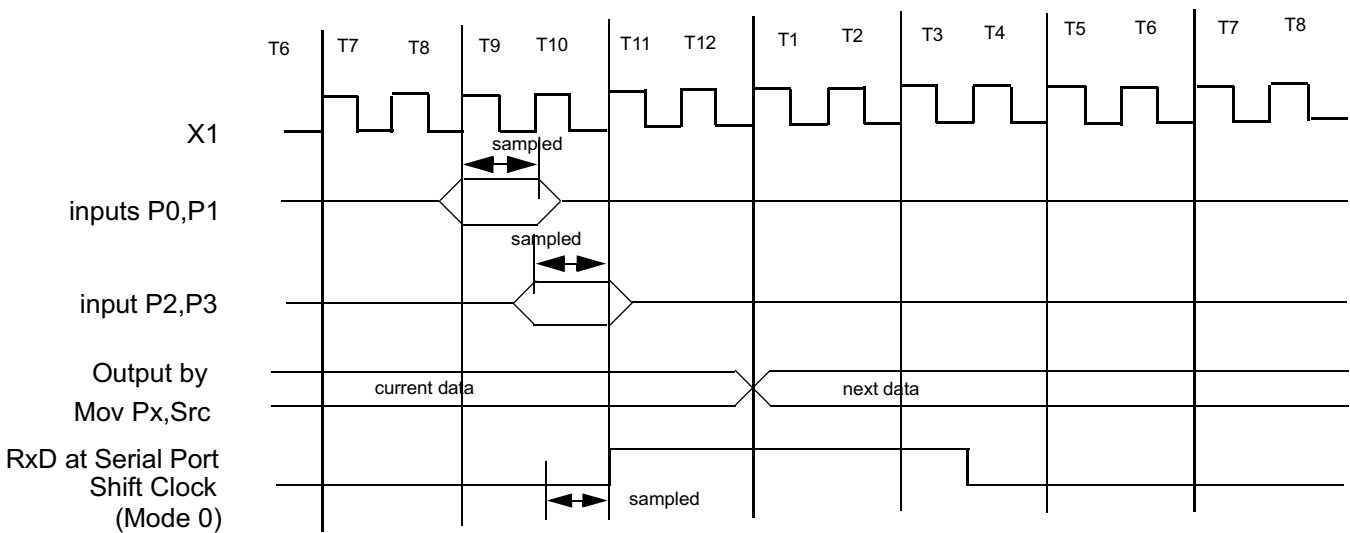 T6 T7 T8 T9 T10 T11 T12 T1 T2 T3 T4 T5 T6 T7 T8
X1
sampled
inputs P0,P1
sampled
input P2,P3
Output by
current data next data
Mov Px,Src
RxD at Serial Port
Shift Clock
sampled
(Mode 0)